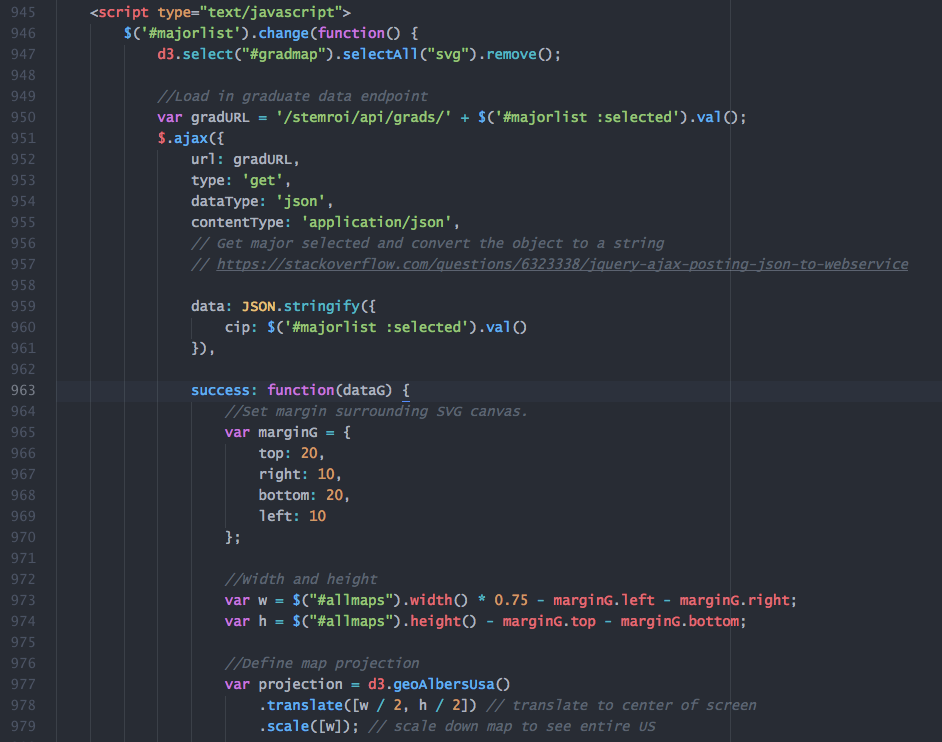 945 <script type="text/javascript">
946 $('#majorlist').change(function() {
947 d3.select("#gradmap").selectAll("svg").remove();
948
949 //Load in graduate data endpoint
950 var gradURL = '/stemroi/api/grads/' + $('#majorlist :selected').val();
951 $.ajax({
952 url: gradURL,
953 type: 'get',
954 dataType: 'json',
955 contentType: 'application/json',
956 // Get major selected and convert the object to a string
957 // https://stackoverflow.com/questions/6323338/jquery-ajax-posting-json-to-webservice
958
959 data: JSON.stringify({
960 cip: $('#majorlist :selected').val()
961 }),
962
963 success: function(dataG) {
964 //Set margin surrounding SVG canvas.
965 var marginG = {
966 top: 20,
967 right: 10,
968 bottom: 20,
969 left: 10
970 };
971
972 //Width and height
973 var w = $("#allmaps").width() * 0.75 - marginG.left - marginG.right;
974 var h = $("#allmaps").height() - marginG.top - marginG.bottom;
975
976 //Define map projection
977 var projection = d3.geoAlbersUsa()
978 .translate([w / 2, h / 2]) // translate to center of screen
979 .scale([w]); // scale down map to see entire US